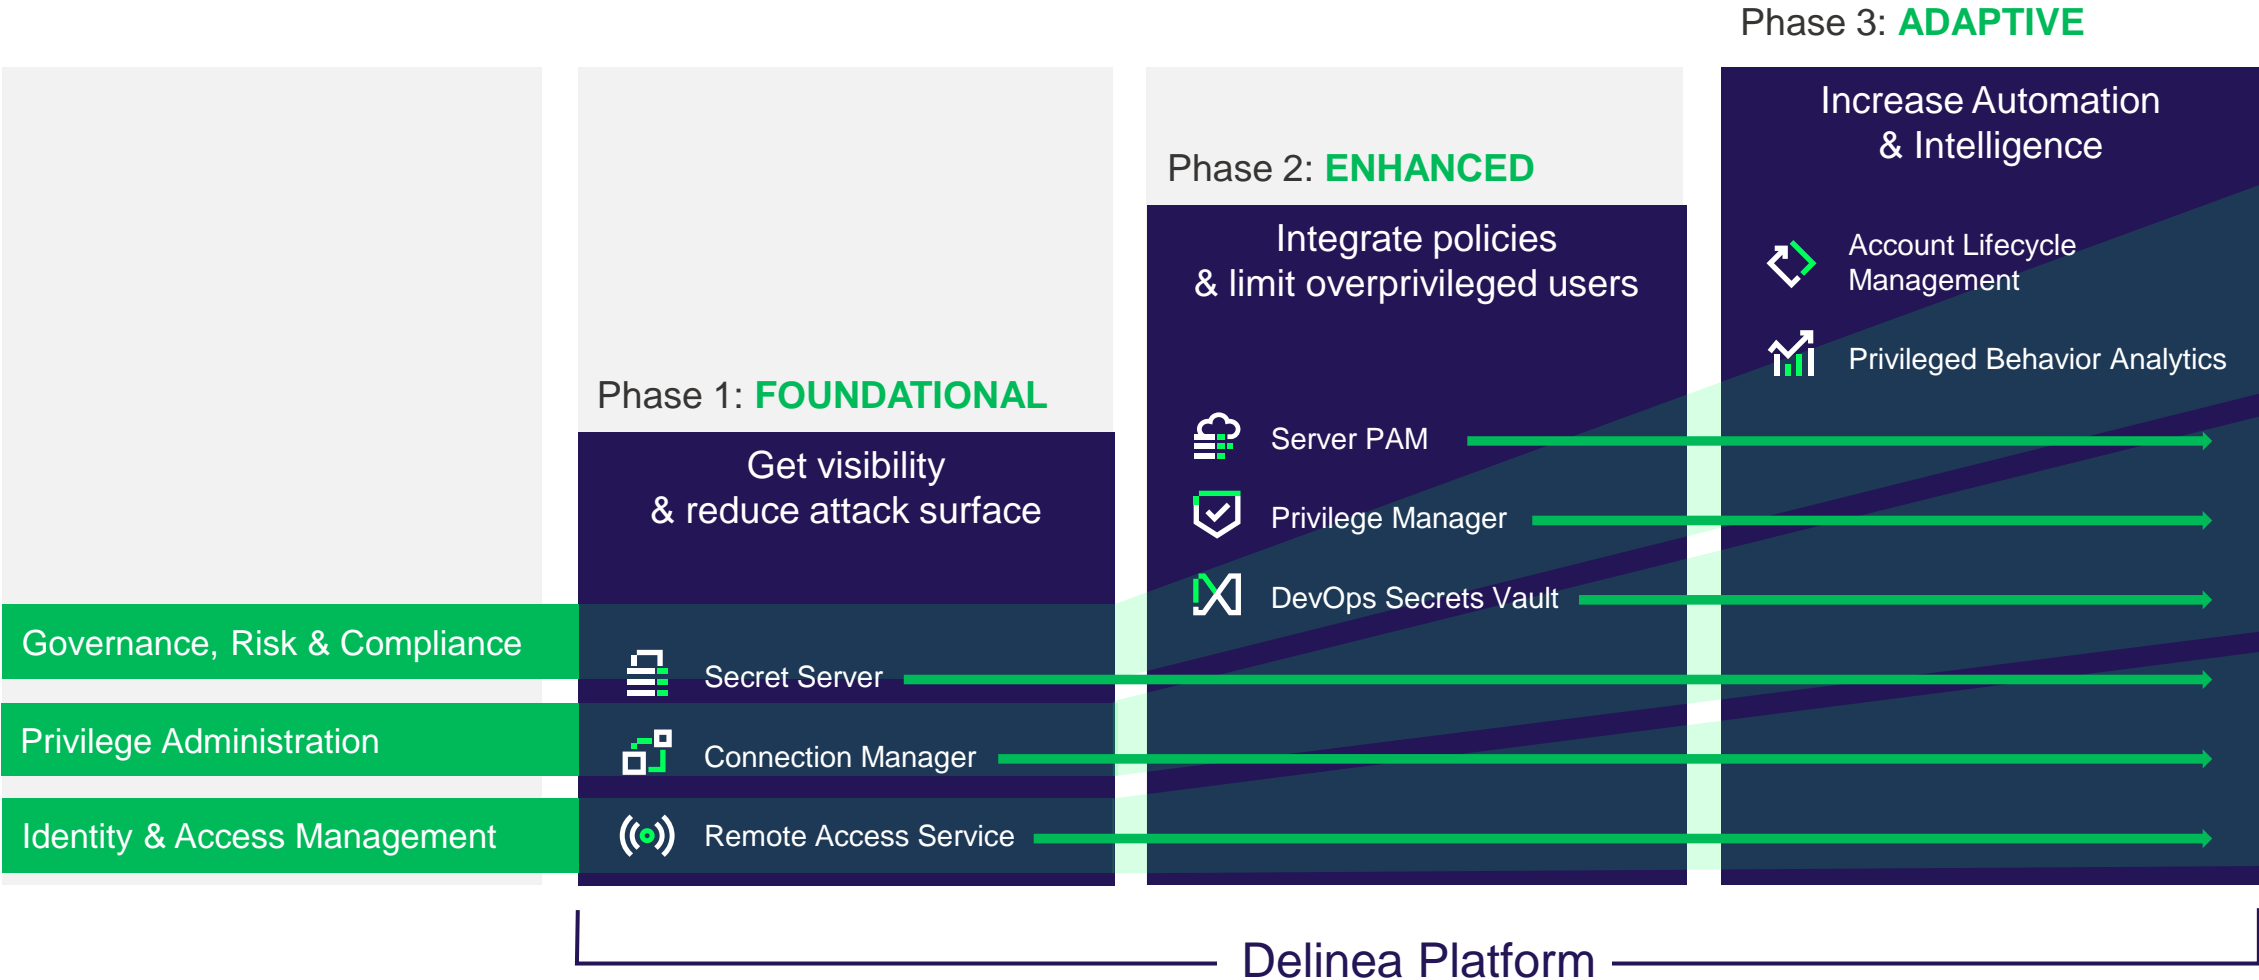 Phase 3: ADAPTIVE
Increase Automation
& Intelligence
Account Lifecycle
Management
Privileged Behavior Analytics
Phase 2: ENHANCED
Integrate policies
& limit overprivileged users
Server PAM
Privilege Manager
DevOps Secrets Vault
Phase 1: FOUNDATIONAL
Get visibility
& reduce attack surface
Secret Server
Connection Manager
Remote Access Service
Governance, Risk & Compliance
Privilege Administration
Identity & Access Management
Delinea Platform